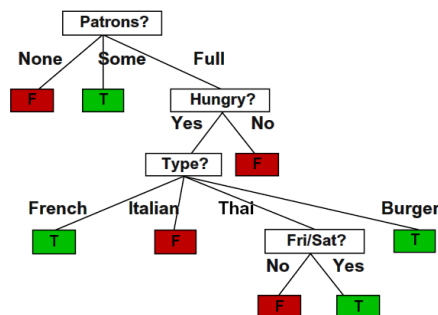 Patrons?
None Some Full
F T Hungry?
Yes No
Type? F
French Italian Thai Burger
T F Fri/Sat? T
No Yes
F T